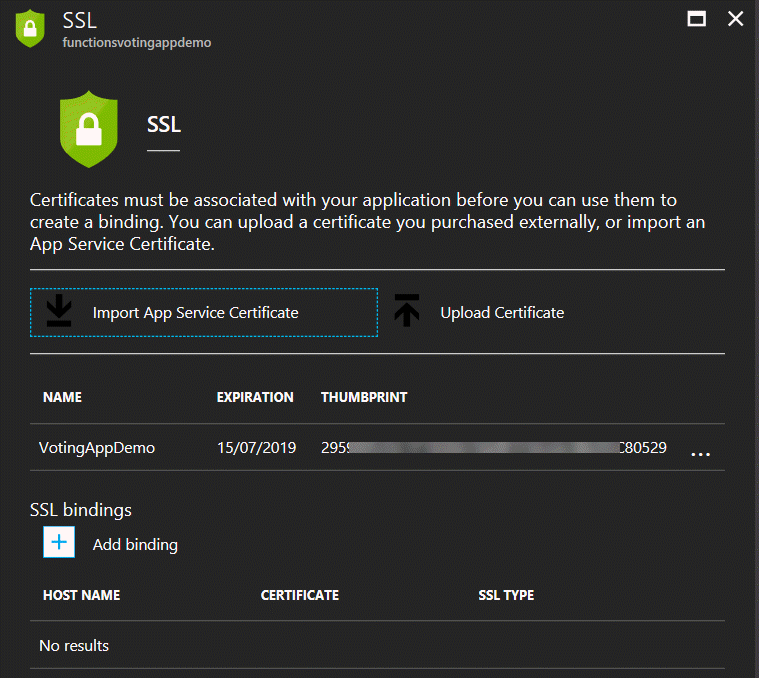 SSL
functionsvotingappdemo
SSL
Certificates must be associated with your application before you can use them to
create a binding. You can upload a certificate you purchased externally, or import an
App Service Certificate.
Import App Service Certificate
Upload Certificate
NAME EXPIRATION THUMBPRINT
VotingAppDemo 15/07/2019 295 C80529 ...
SSL bindings
+ Add binding
HOST NAME CERTIFICATE SSL TYPE
No results